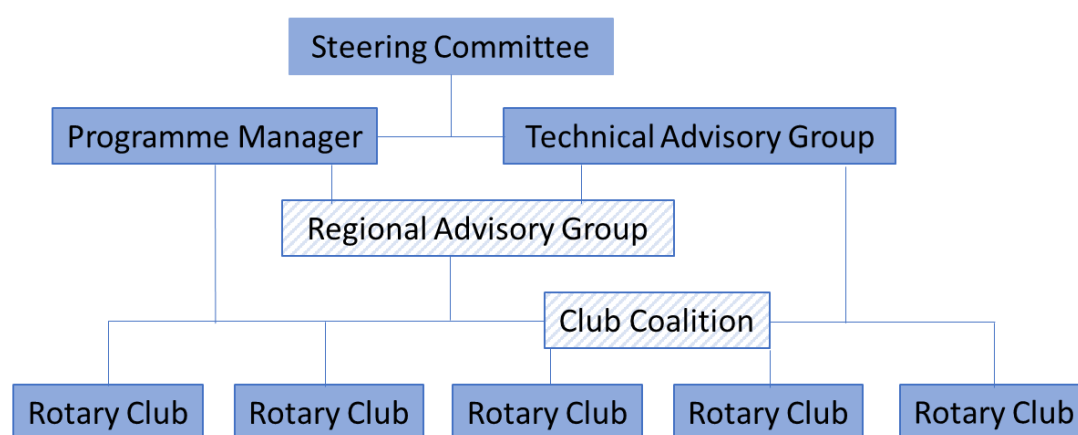 Steering Committee
Programme Manager
Technical Advisory Group
Regional Advisory Group
Club Coalition
Rotary Club
Rotary Club
Rotary Club
Rotary Club
Rotary Club